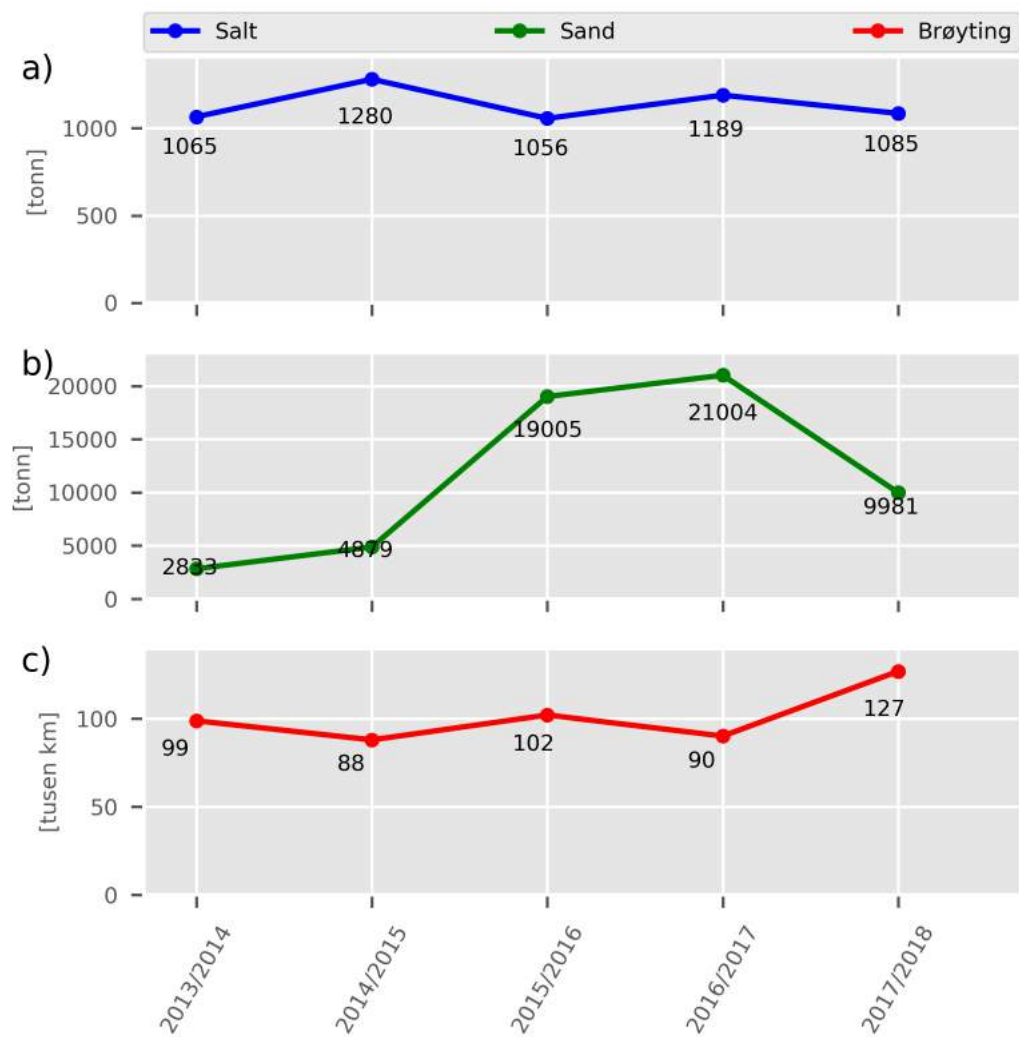 Salt Sand Brøyting
a)
1000
500
0
[tonn]
1065 1280 1056 1189 1085
b)
20000
15000
10000
5000
0
[tonn]
2833 4879 19005 21004 9981
c)
100
50
0
[tusen km]
99 88 102 90 127
2013/2014 2014/2015 2015/2016 2016/2017 2017/2018